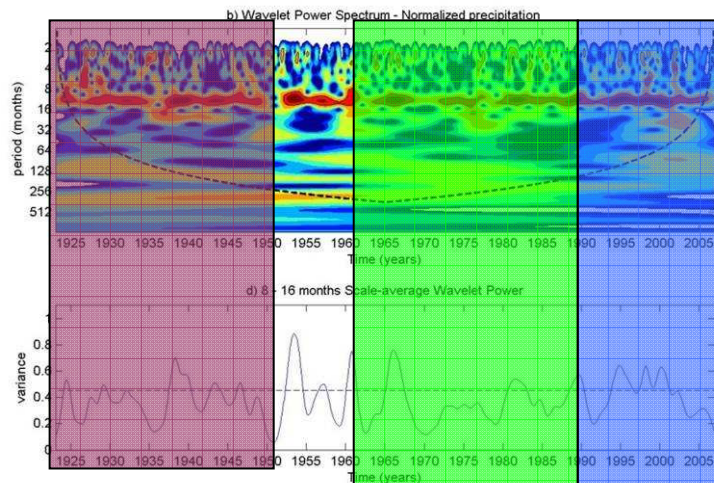 b) Wavelet Power Spectrum - Normalized precipitation
2
4
8
16
32
64
128
256
512
period (months)
1925 1930 1935 1940 1945 1950 1955 1960 1965 1970 1975 1980 1985 1990 1995 2000 2005
Time (years)
d) 8 - 16 months Scale-average Wavelet Power
1
0.8
0.6
0.4
0.2
0
variance
1925 1930 1935 1940 1945 1950 1955 1960 1965 1970 1975 1980 1985 1990 1995 2000 2005
Time (years)